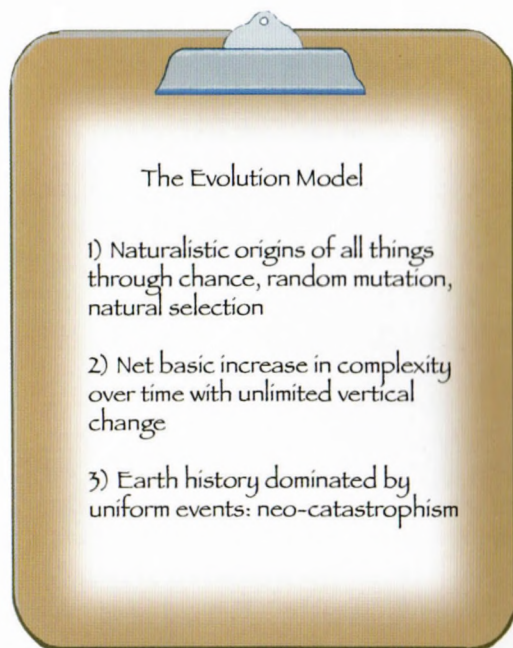 The Evolution Model
1) Naturalistic origins of all things
through chance, random mutation,
natural selection
2) Net basic increase in complexity
over time with unlimited vertical
change
3) Earth history dominated by
uniform events: neo-catastrophism